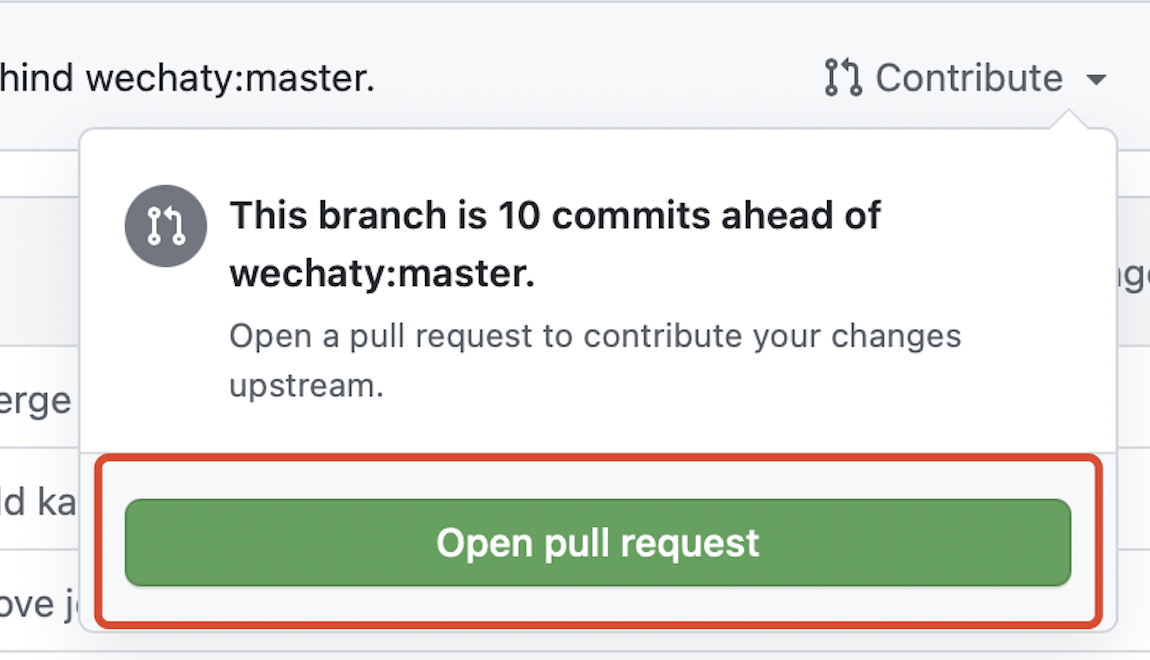 hind wechaty:master.
Contribute
This branch is 10 commits ahead of
wechaty:master.
Open a pull request to contribute your changes
upstream.
erge
ld ka
ove
Open pull request